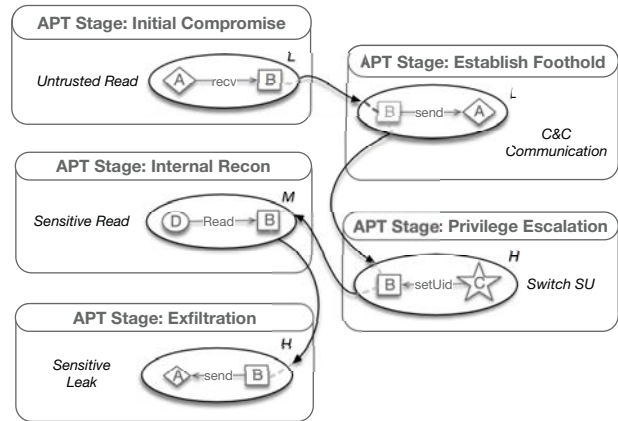 APT Stage: Initial Compromise
Untrusted Read
A
recv
B
L
APT Stage: Establish Foothold
B
send
A
L
C&C
Communication
APT Stage: Internal Recon
Sensitive Read
D
Read
B
M
APT Stage: Privilege Escalation
B
setUid
C
H
Switch SU
APT Stage: Exfiltration
Sensitive
Leak
A
send
B
H